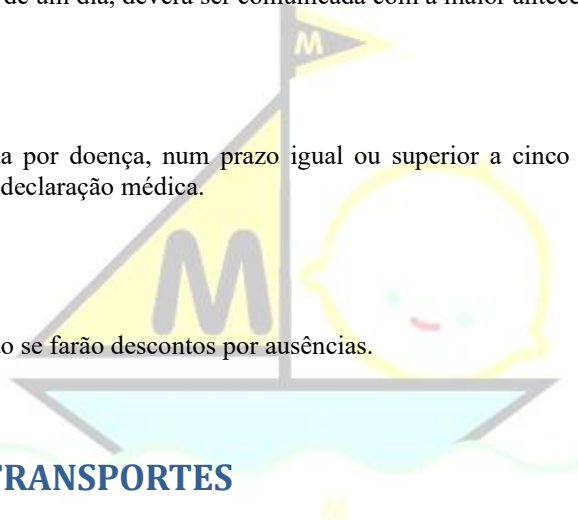 de um dia, deverá ser comunicada com a maior
M
a por doença, num prazo igual ou superior a cinco
declaração médica.
M
o se farão descontos por ausências.
TRANSPORTES
M